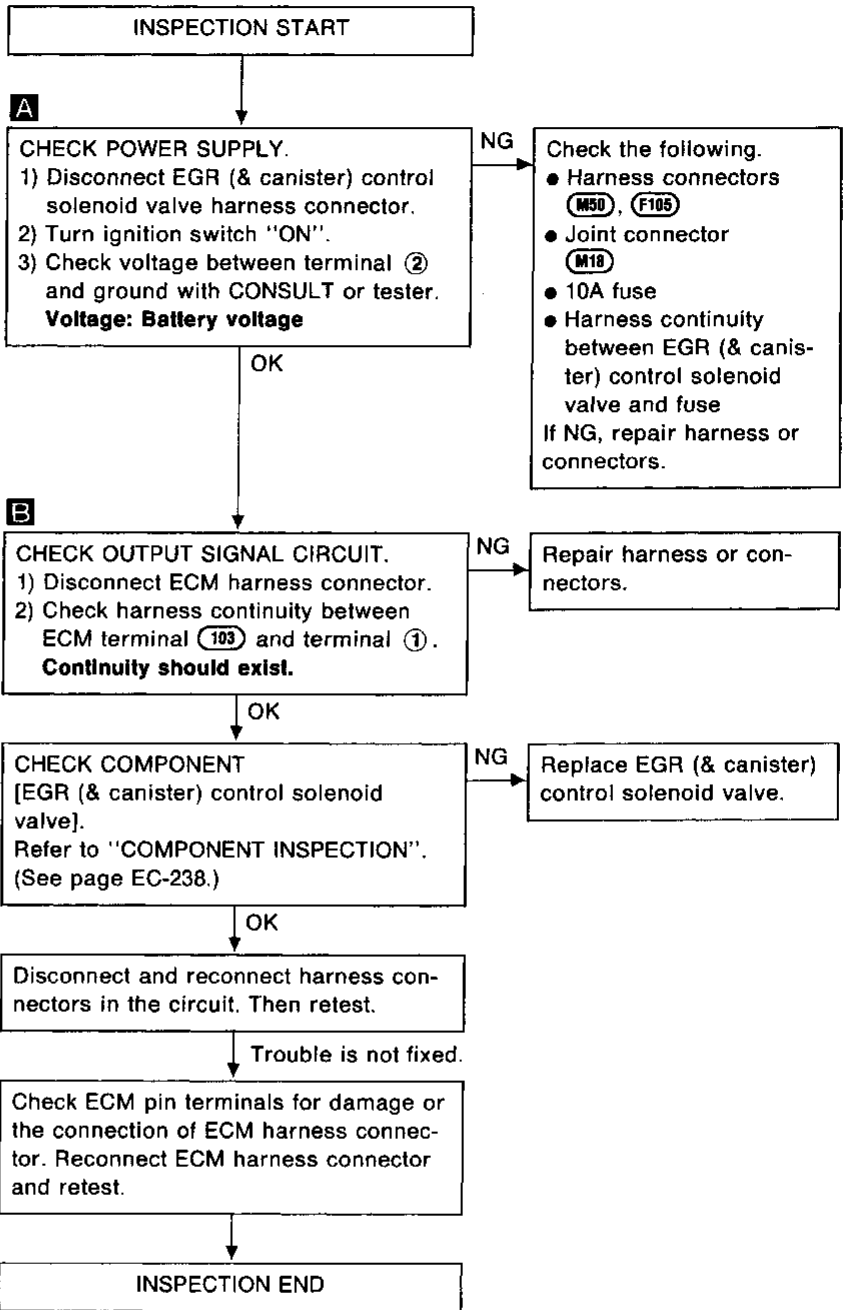 INSPECTION START
A
CHECK POWER SUPPLY.
1) Disconnect EGR (& canister) control
solenoid valve harness connector.
2) Turn ignition switch "ON".
3) Check voltage between terminal ②
and ground with CONSULT or tester.
Voltage: Battery voltage
NG
Check the following.
● Harness connectors
(M50), (F105)
● Joint connector
(M18)
● 10A fuse
● Harness continuity
between EGR (& canis-
ter) control solenoid
valve and fuse
If NG, repair harness or
connectors.
OK
B
CHECK OUTPUT SIGNAL CIRCUIT.
1) Disconnect ECM harness connector.
2) Check harness continuity between
ECM terminal (103) and terminal ①.
Continuity should exist.
NG
Repair harness or con-
nectors.
OK
CHECK COMPONENT
[EGR (& canister) control solenoid
valve].
Refer to "COMPONENT INSPECTION".
(See page EC-238.)
NG
Replace EGR (& canister)
control solenoid valve.
OK
Disconnect and reconnect harness con-
nectors in the circuit. Then retest.
Trouble is not fixed.
Check ECM pin terminals for damage or
the connection of ECM harness connec-
tor. Reconnect ECM harness connector
and retest.
INSPECTION END